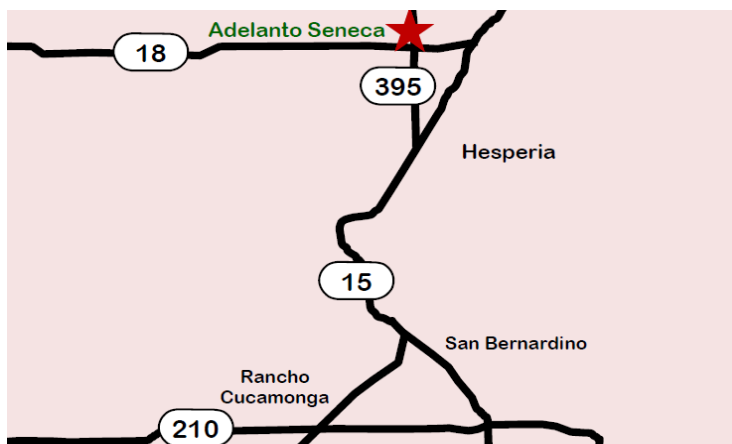 Adelanto Seneca
18
395
Hesperia
15
San Bernardino
Rancho
Cucamonga
210